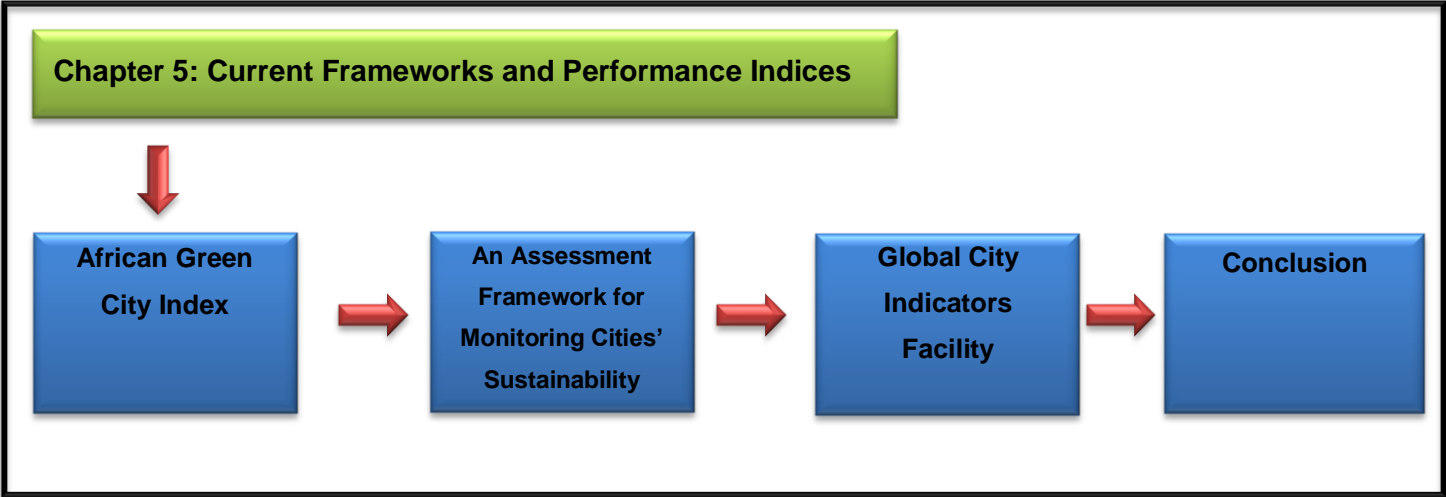 Chapter 5: Current Frameworks and Performance Indices
African Green
City Index
An Assessment
Framework for
Monitoring Cities’
Sustainability
Global City
Indicators
Facility
Conclusion